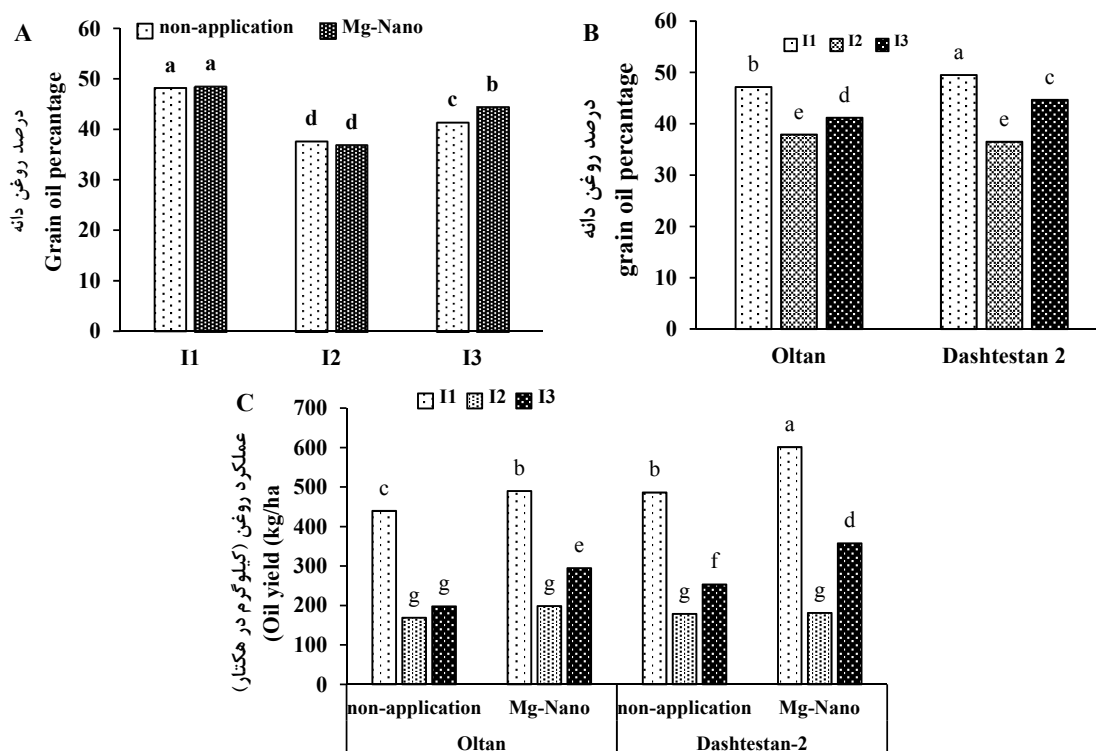 A
non-application Mg-Nano
درصد روغن دانه
Grain oil percentage
60
50
40
30
20
10
0
a a
d d
c b
I1 I2 I3
B
I1 I2 I3
درصد روغن دانه
grain oil percantage
60
50
40
30
20
10
0
b e d
a e c
Oltan Dashtestan 2
C
I1 I2 I3
عملکرد روغن (کیلوگرم در هکتار)
(Oil yield (kg/ha
700
600
500
400
300
200
100
0
c g g
b g e
b g f
a g d
non-application Mg-Nano non-application Mg-Nano
Oltan Dashtestan-2